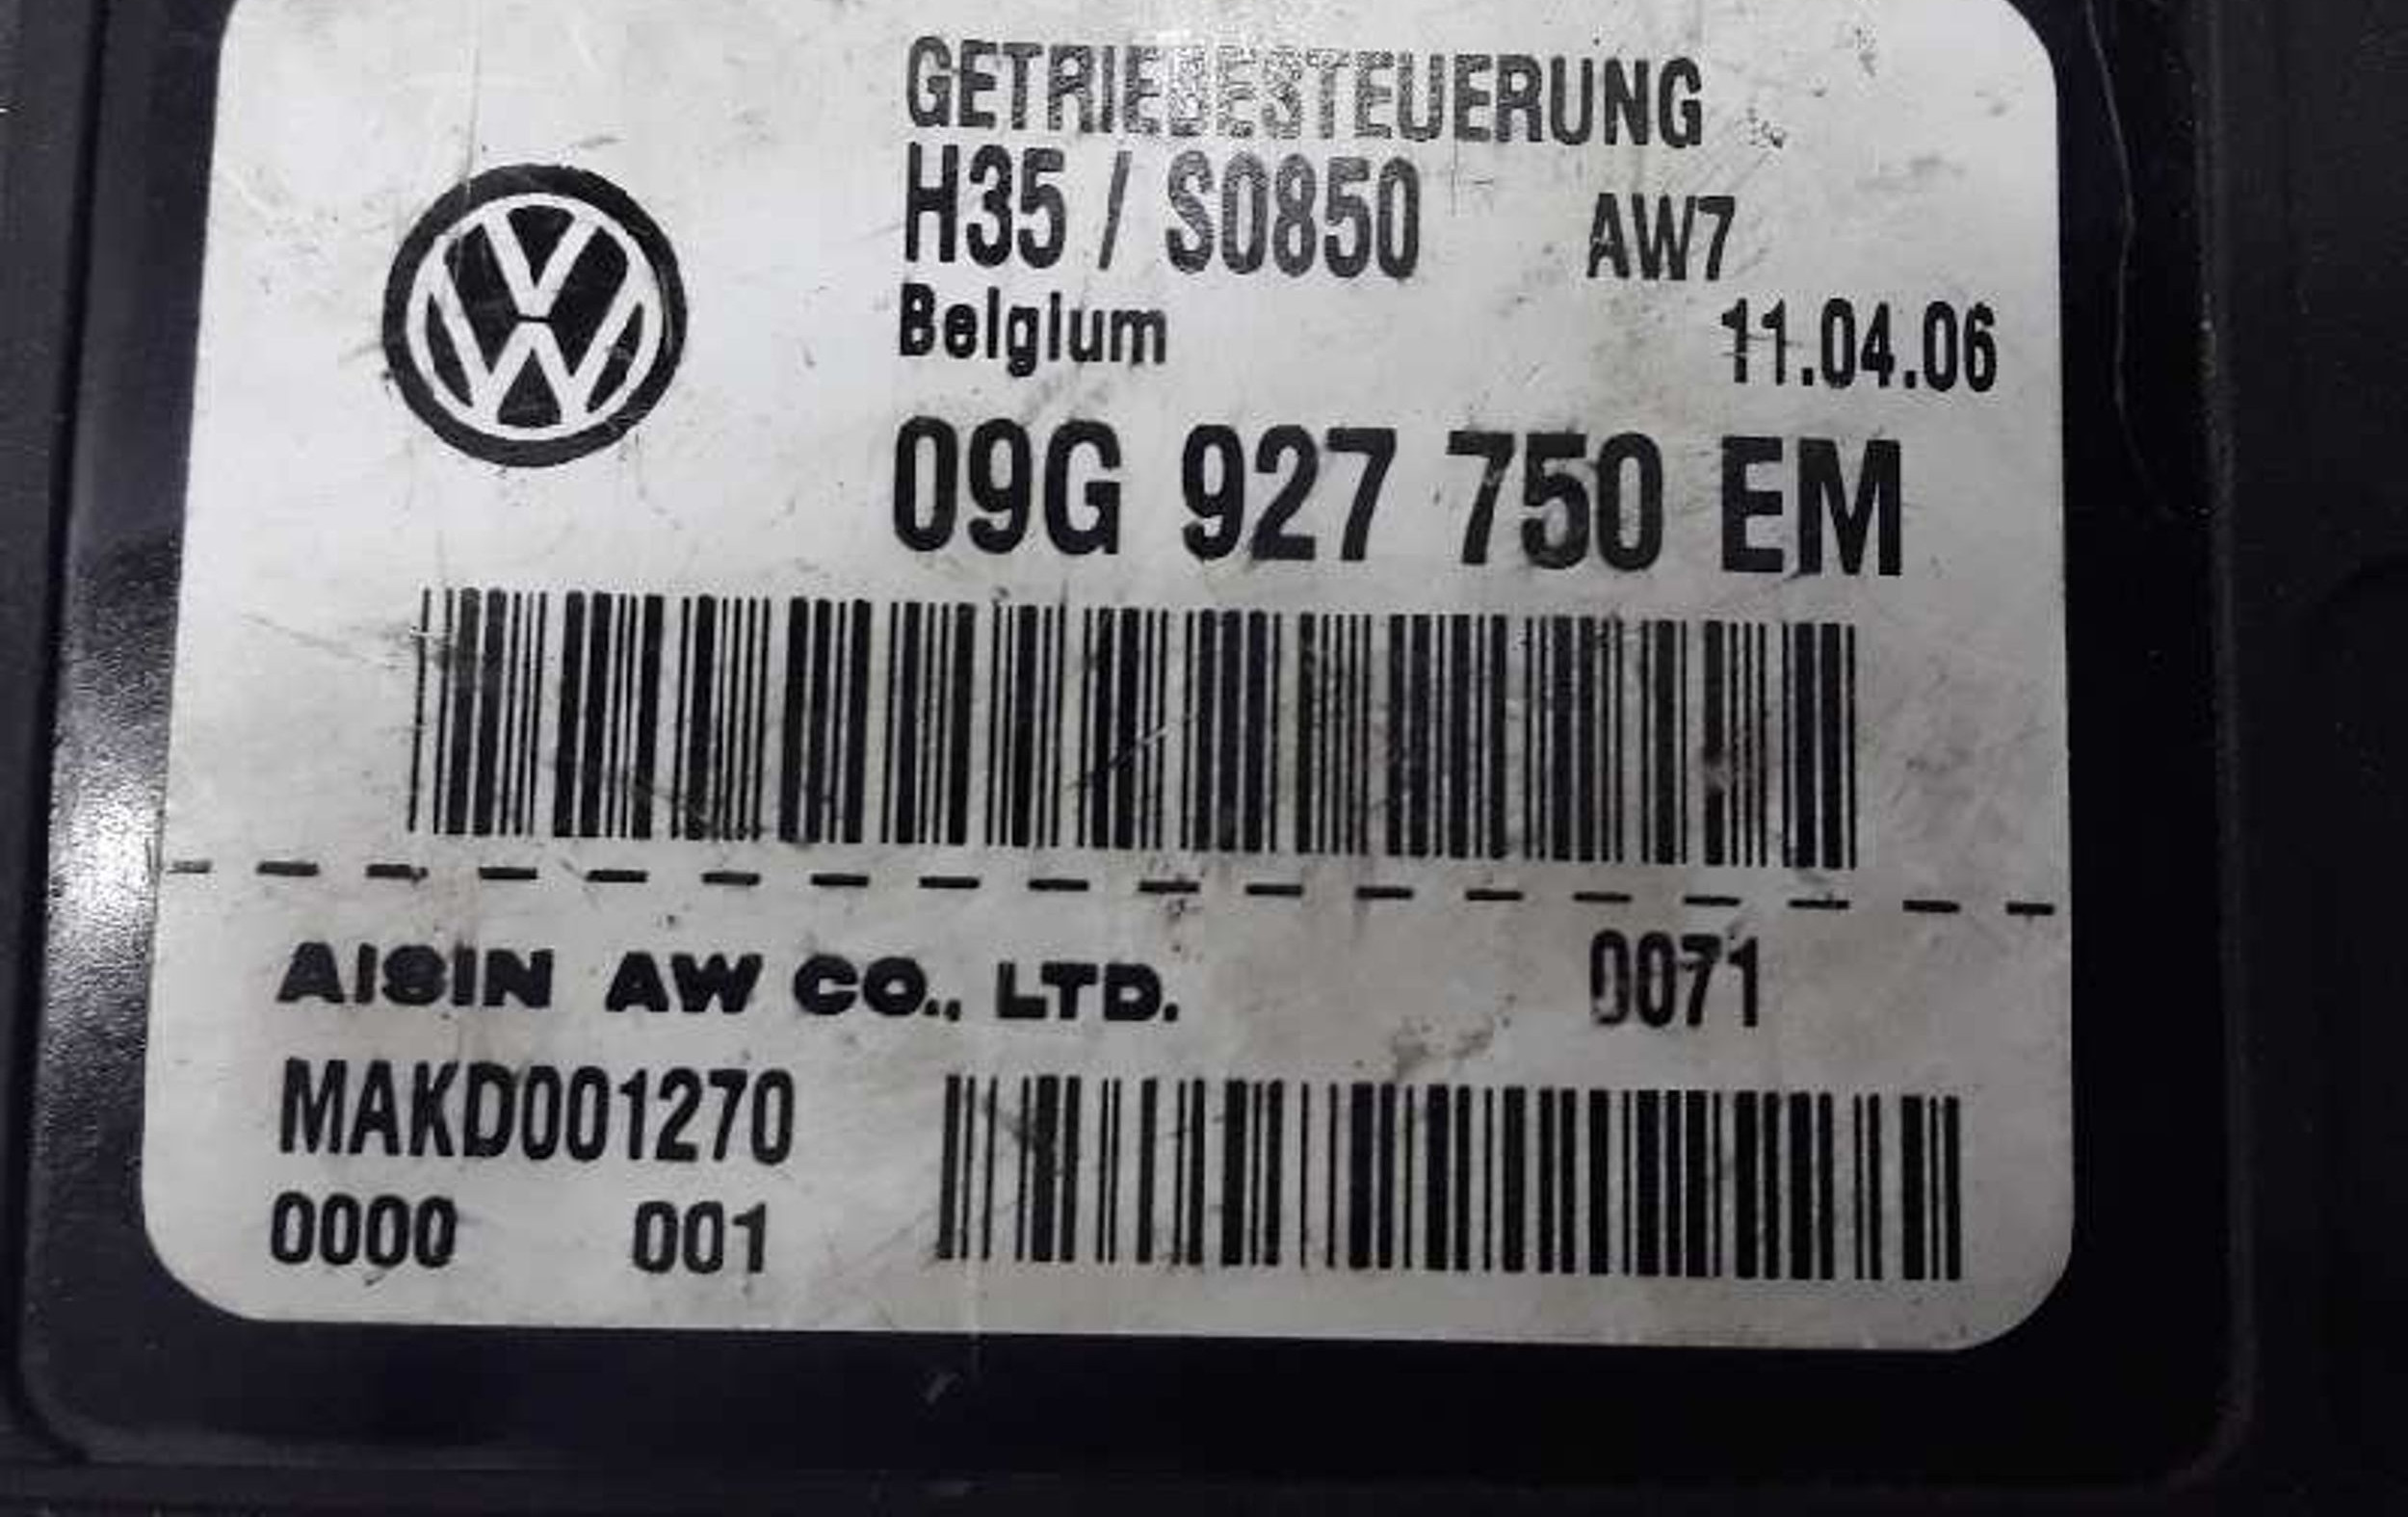 GETRIEBESTEUERUNG
H35 / S0850 AW7
Belgium 11.04.06
09G 927 750 EM
AISIN AW CO., LTD. 0071
MAKD001270
0000 001